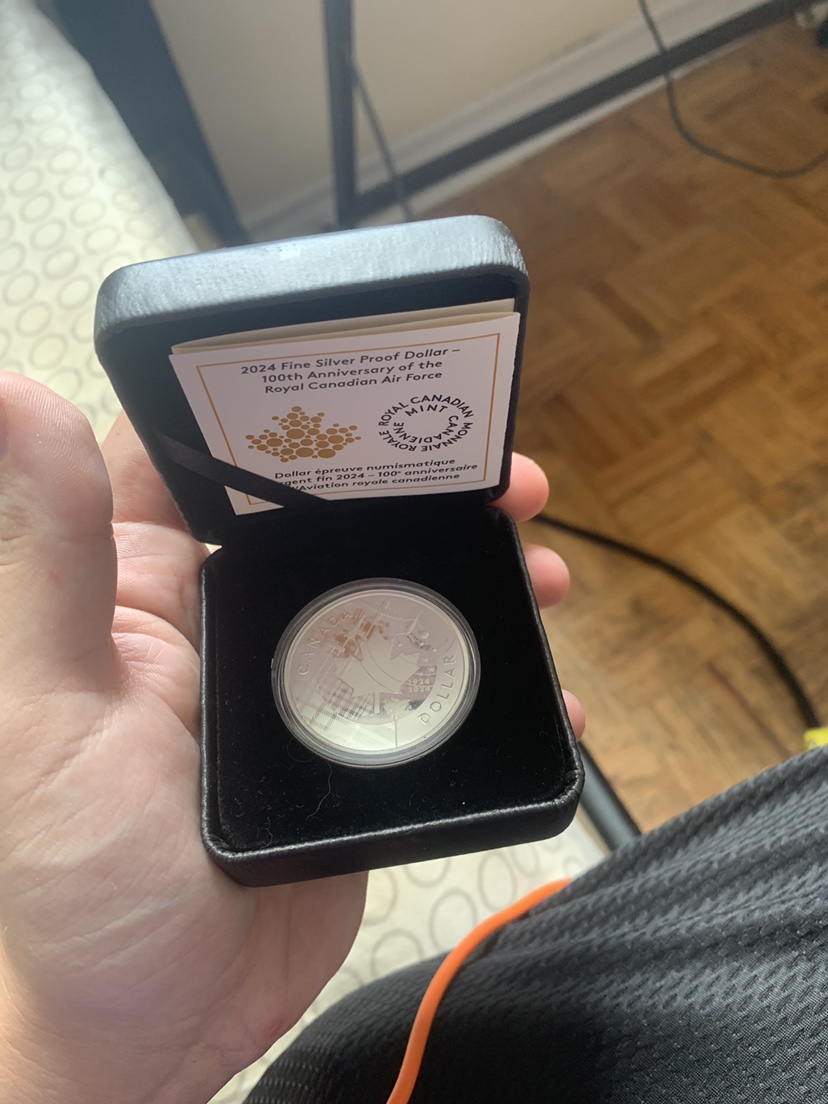 2024 Fine Silver Proof Dollar –
100th Anniversary of the
Royal Canadian Air Force
ROYAL CANADIAN MINT
MONNAIE ROYALE CANADIENNE
Dollar épreuve numismatique
fin 2024 – 100e anniversaire
Aviation royale canadienne
CANADA
1924
2024
DOLLAR